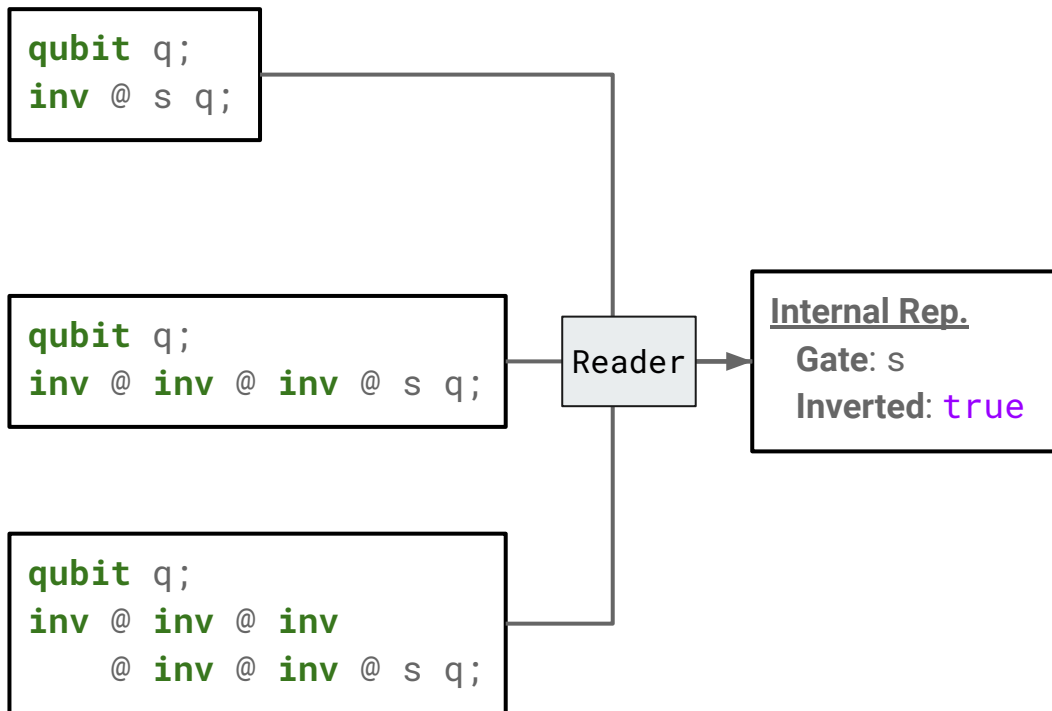 qubit q;
inv @ s q;
qubit q;
inv @ inv @ inv @ s q;
qubit q;
inv @ inv @ inv
@ inv @ inv @ s q;
Reader
Internal Rep.
Gate: s
Inverted: true